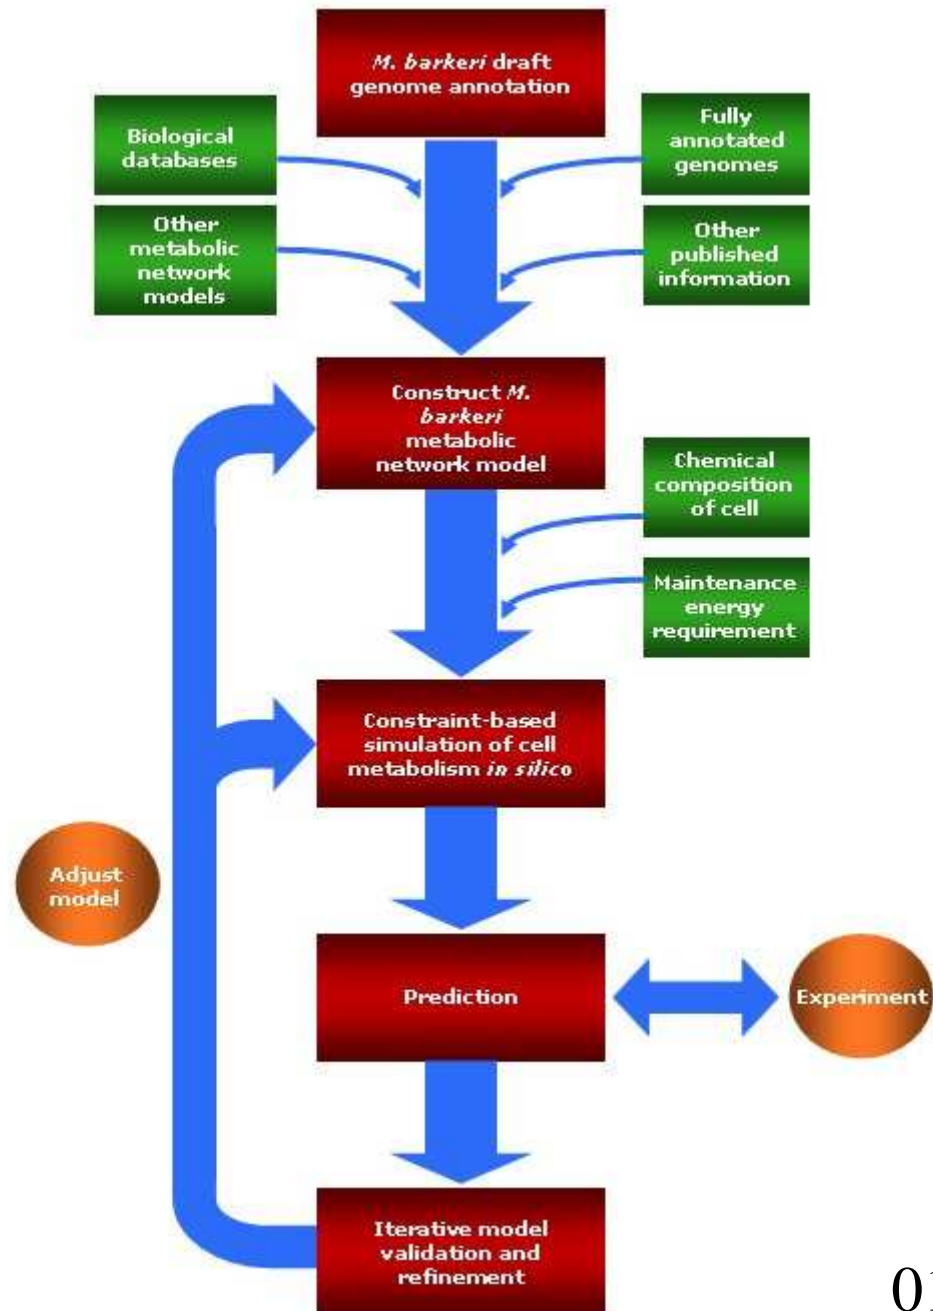 M. barkeri draft
genome annotation
Biological
databases
Fully
annotated
genomes
Other
metabolic
network
models
Other
published
information
Construct M.
barkeri
metabolic
network model
Chemical
composition
of cell
Maintenance
energy
requirement
Constraint-based
simulation of cell
metabolism in silico
Adjust
model
Prediction
Experiment
Iterative model
validation and
refinement